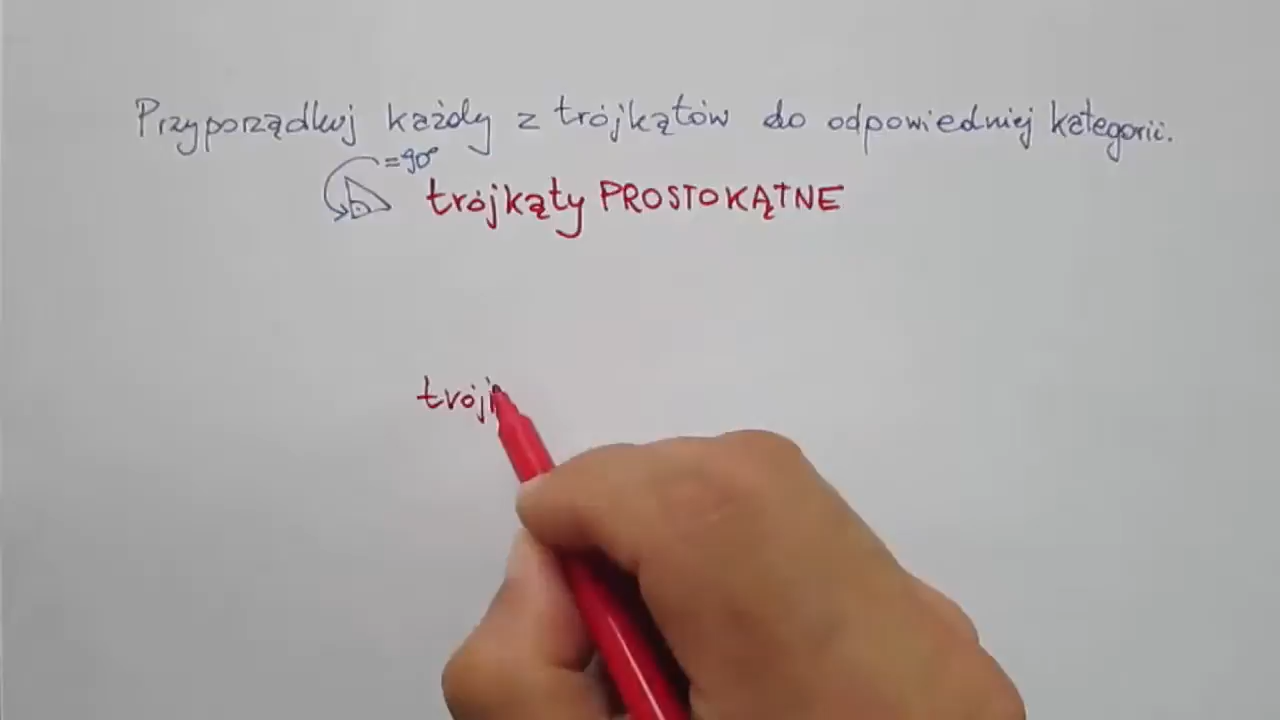 Przyporządkuj każdy z trójkątów do odpowiedniej kategorii.
=90°
trójkąty PROSTOKĄTNE
trój